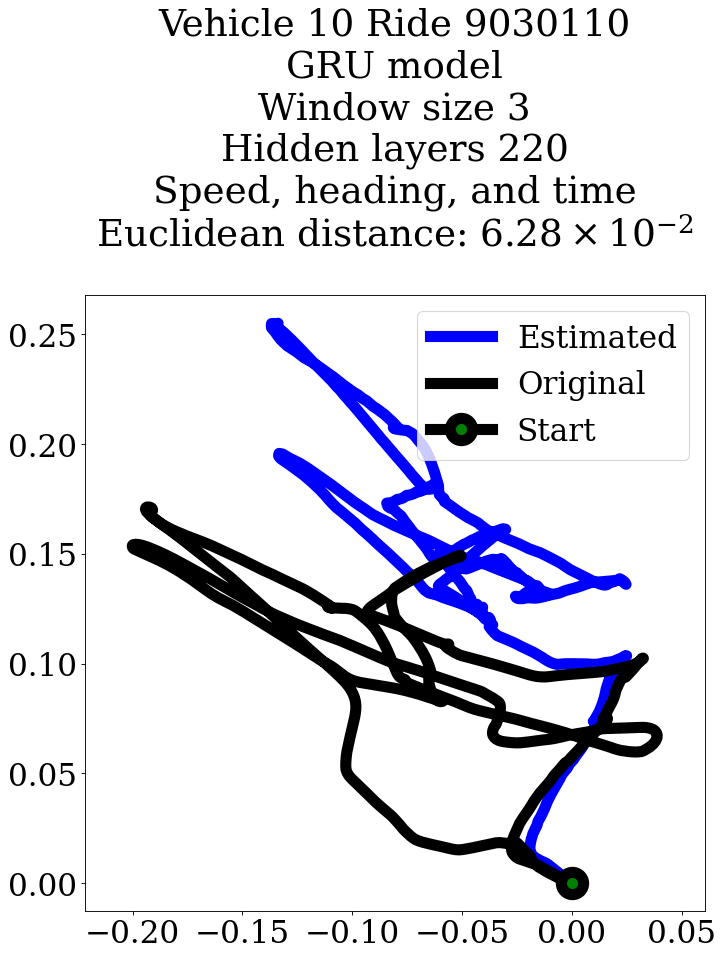 Vehicle 10 Ride 9030110
GRU model
Window size 3
Hidden layers 220
Speed, heading, and time
Euclidean distance: 6.28 × 10⁻²
Estimated
Original
Start
0.25
0.20
0.15
0.10
0.05
0.00
−0.20 −0.15 −0.10 −0.05 0.00 0.05